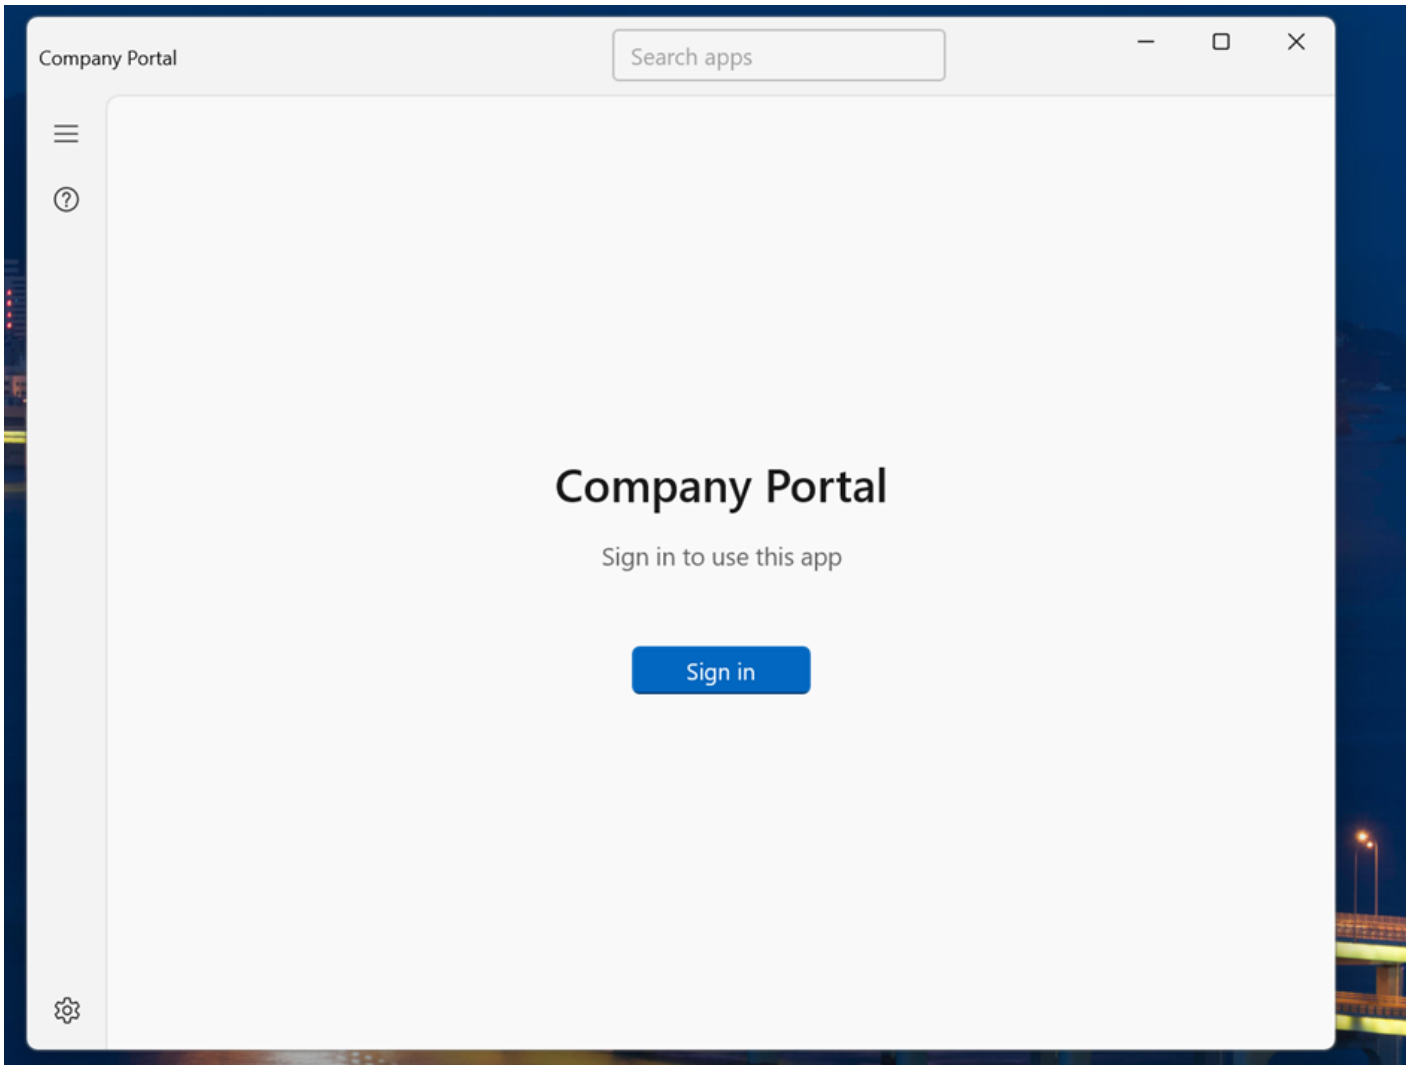 Company Portal
Search apps
Company Portal
Sign in to use this app
Sign in